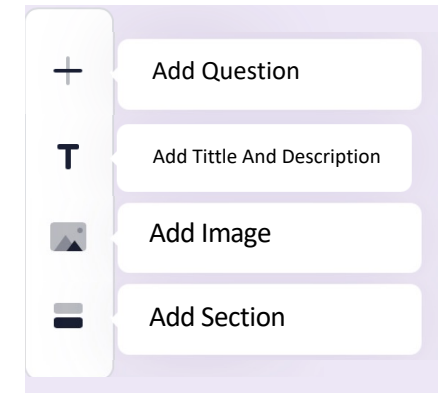 Add Question
T
Add Tittle And Description
Add Image
Add Section